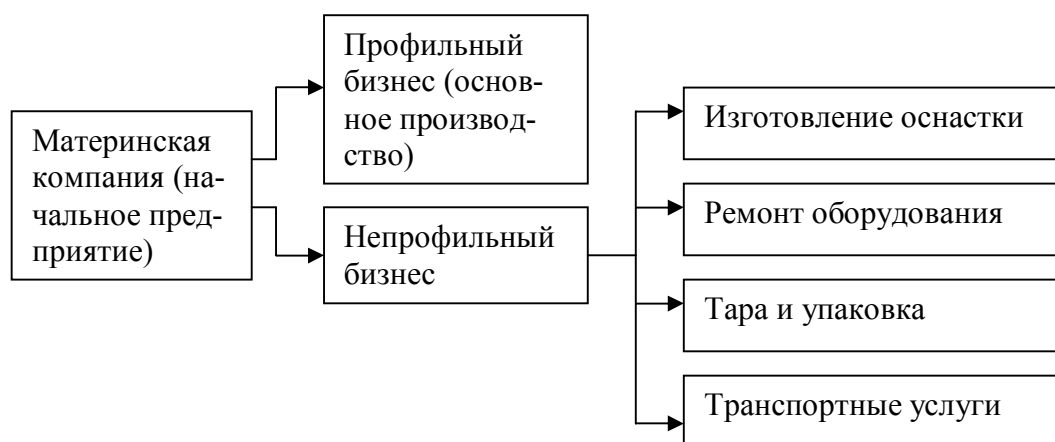 Материнская
компания (на-
чальное пред-
приятие)
Профильный
бизнес (основ-
ное производ-
ство)
Непрофильный
бизнес
Изготовление оснастки
Ремонт оборудования
Тара и упаковка
Транспортные услуги